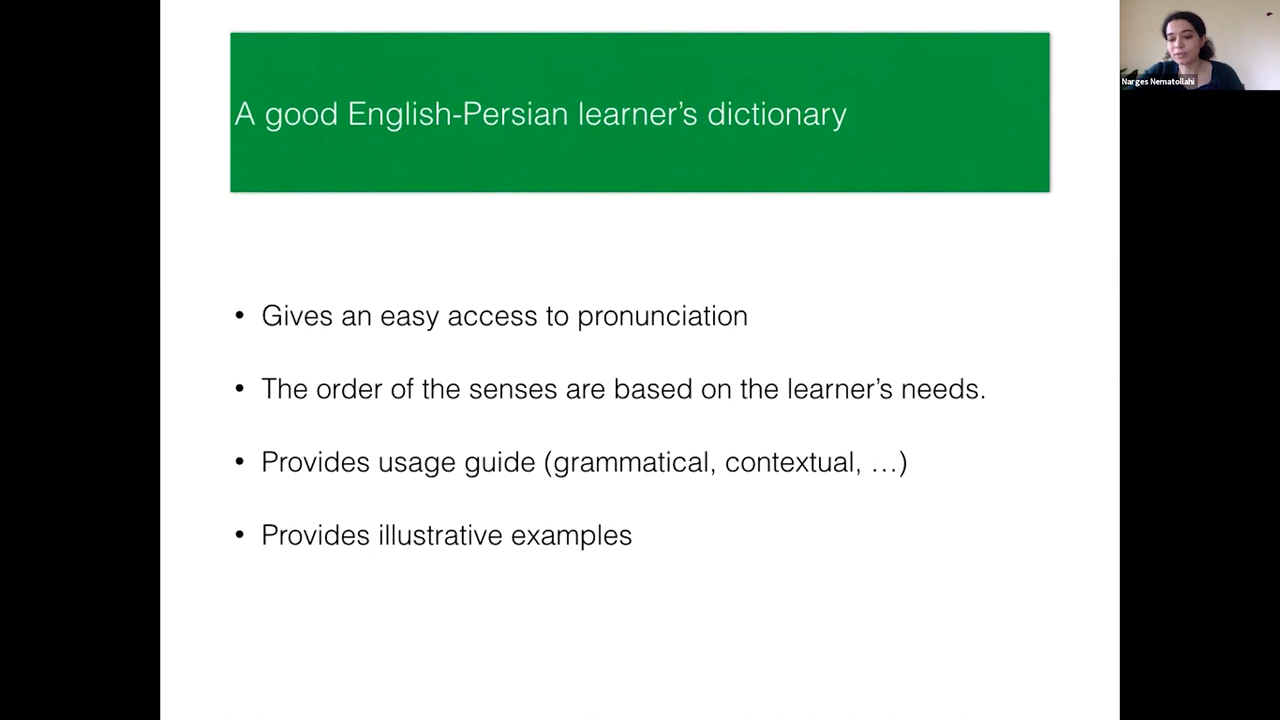 A good English-Persian learner’s dictionary
• Gives an easy access to pronunciation
• The order of the senses are based on the learner’s needs.
• Provides usage guide (grammatical, contextual, …)
• Provides illustrative examples
Narges Nematollahi